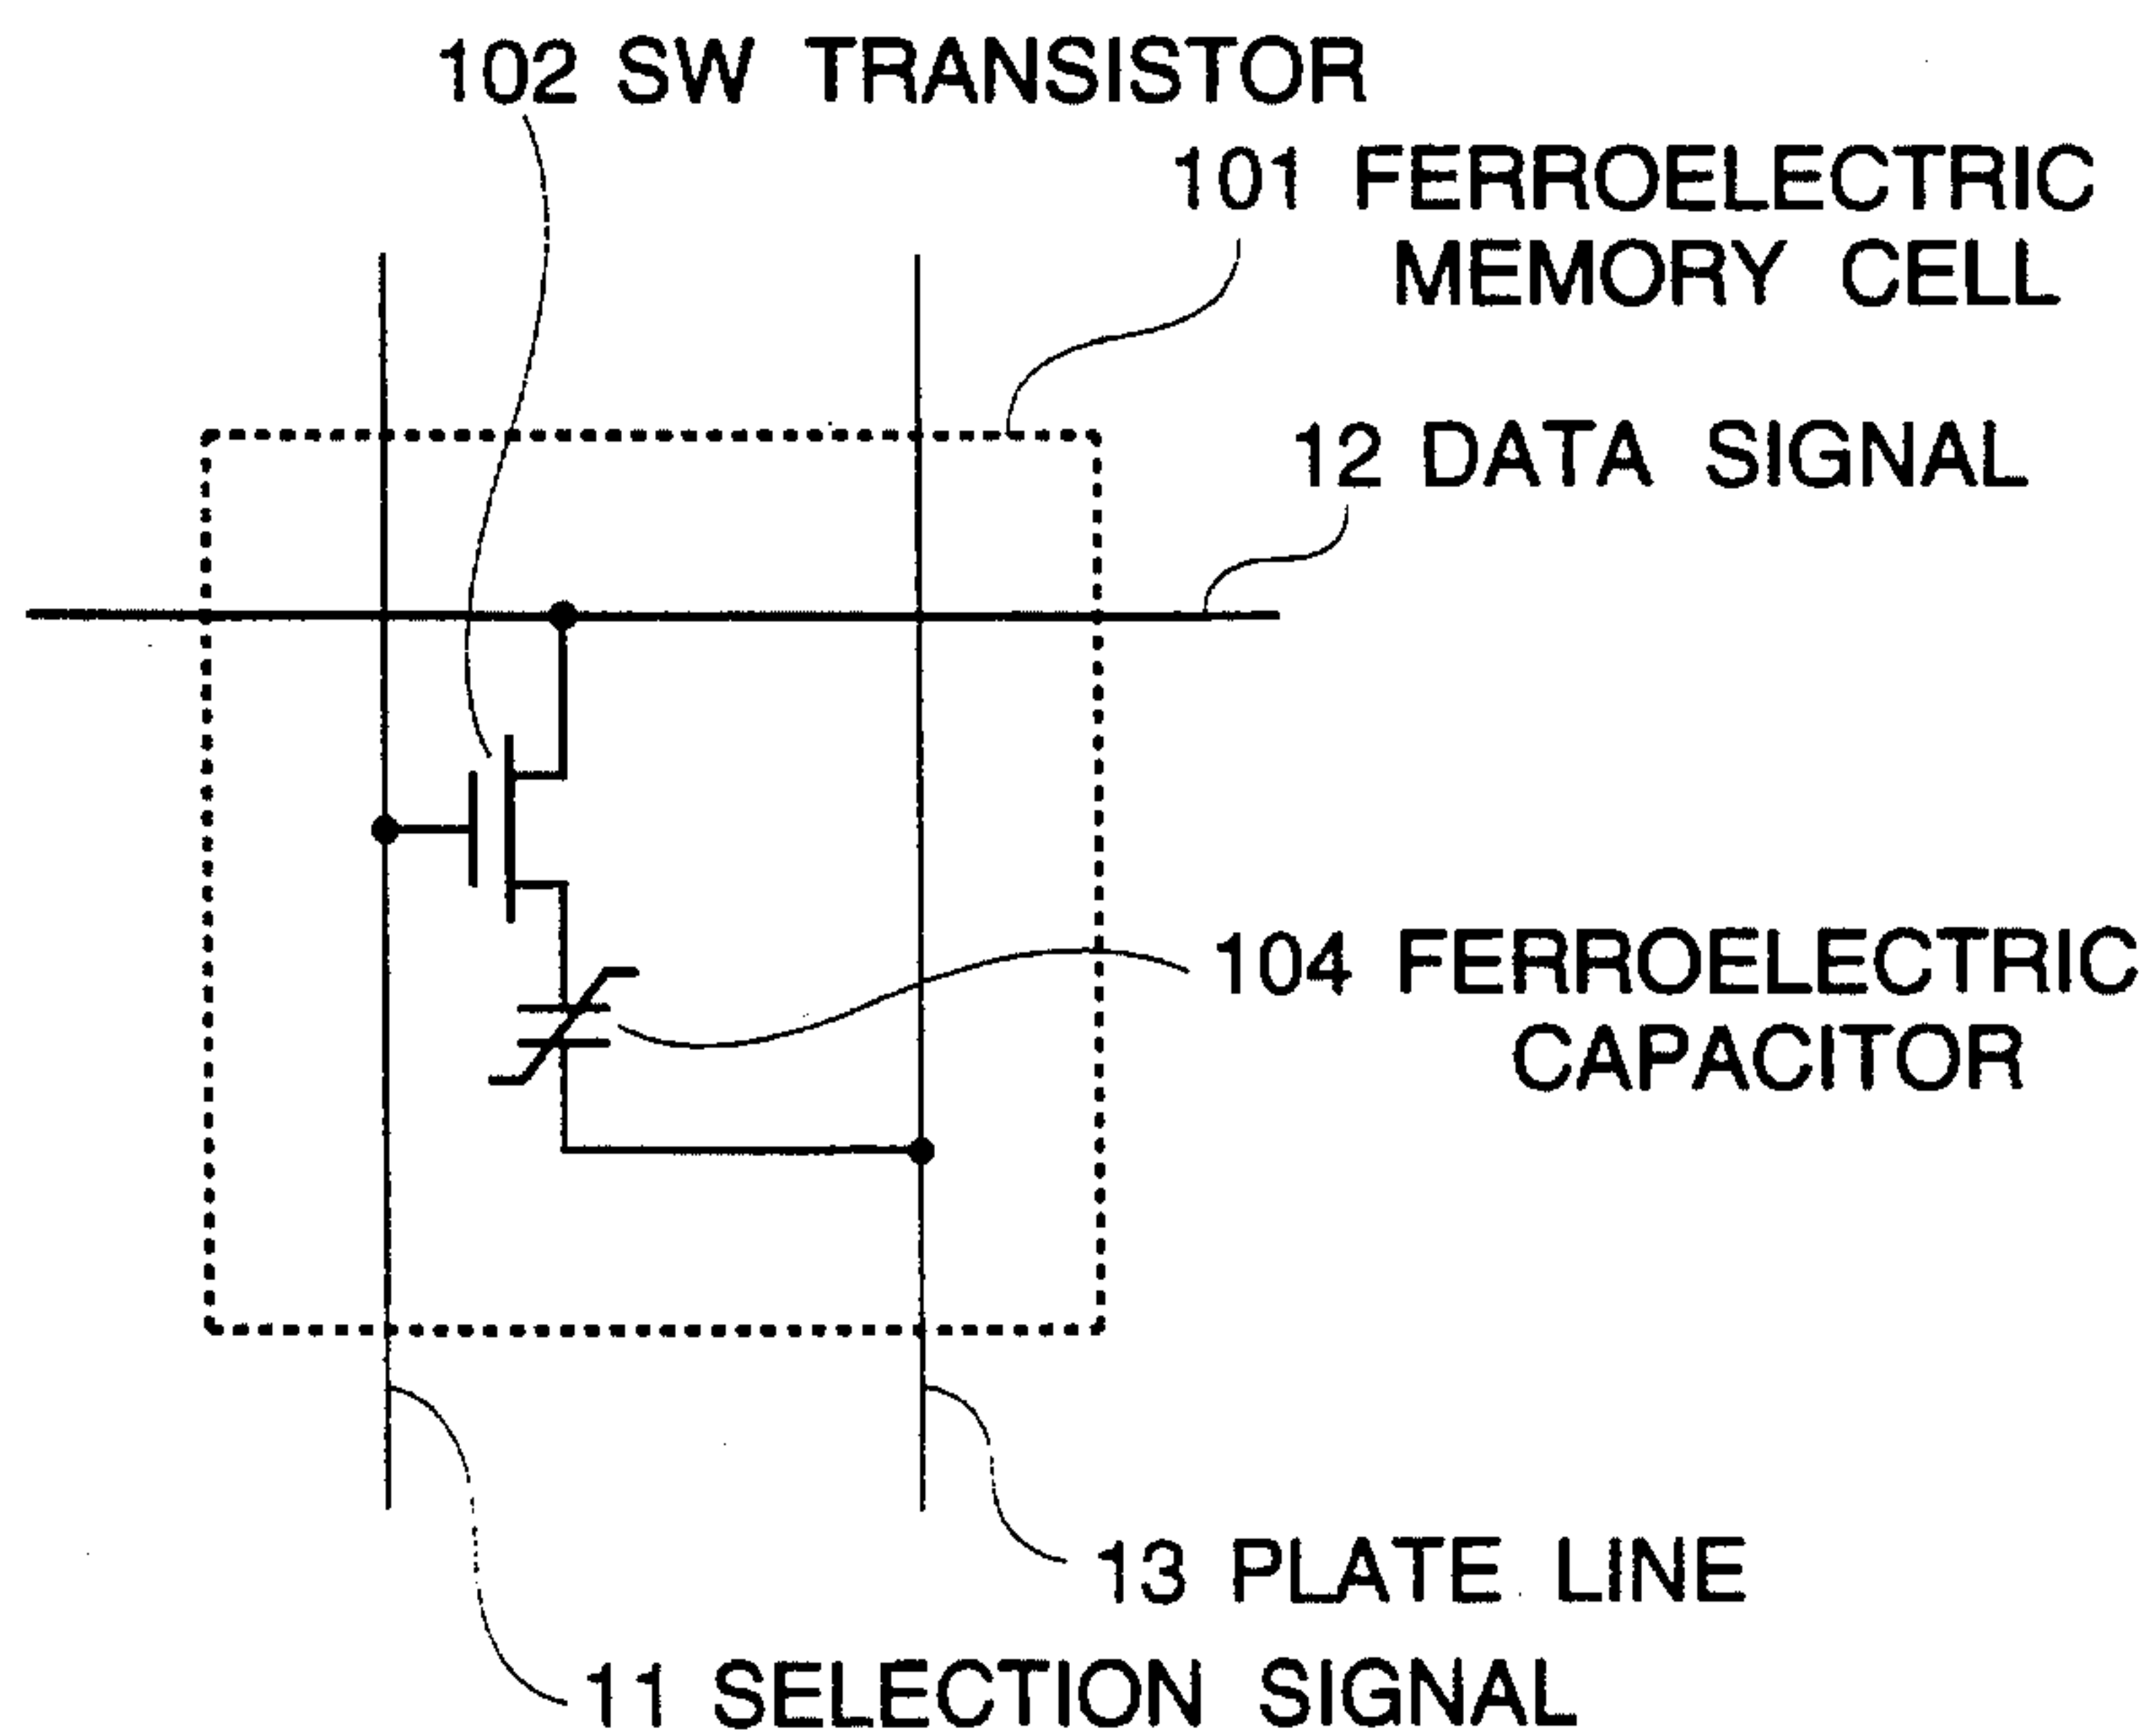 102 SW TRANSISTOR
101 FERROELECTRIC
MEMORY CELL
12 DATA SIGNAL
104 FERROELECTRIC
CAPACITOR
13 PLATE LINE
11 SELECTION SIGNAL